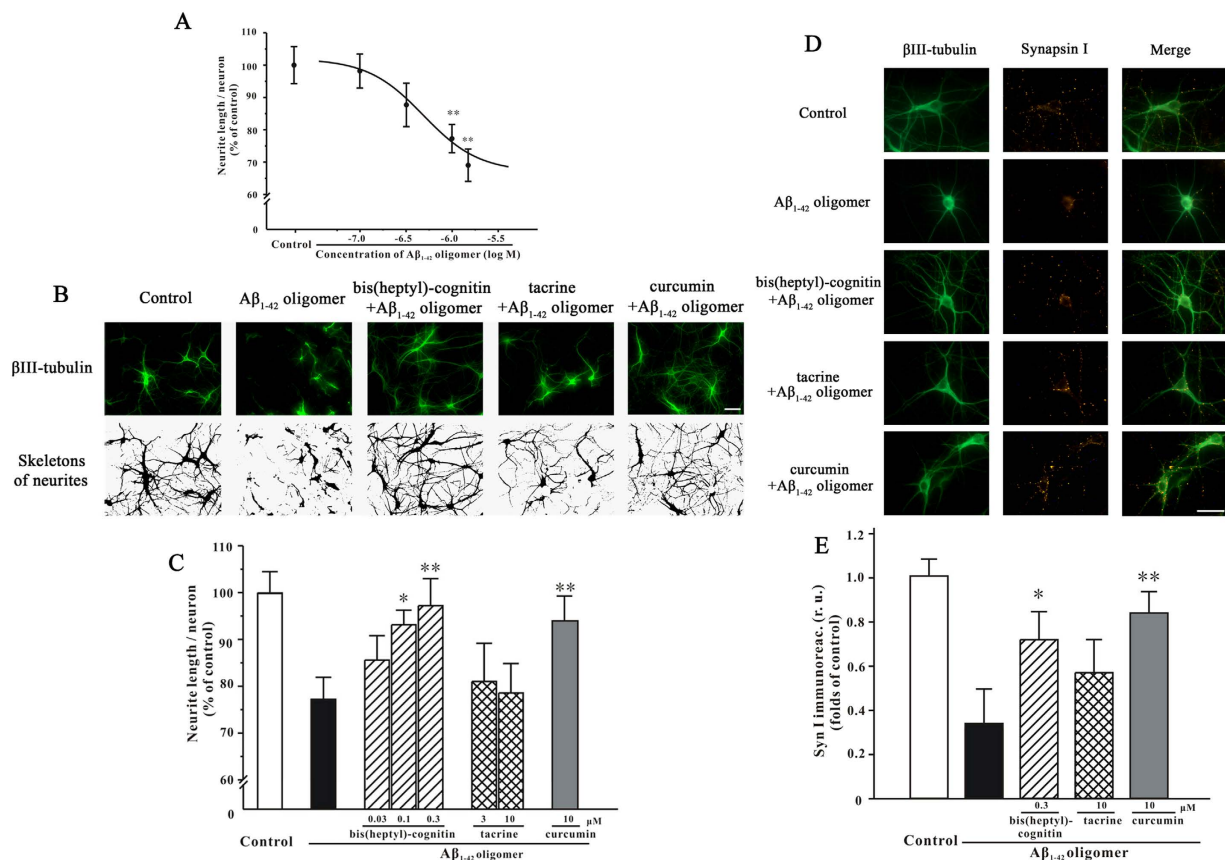 A
Neurite length / neuron
(% of control)
110
100
90
80
70
60
0
**
**
-7.0
-6.5
-6.0
-5.5
Control
Concentration of Aβ1-42 oligomer (log M)
B
Control
Aβ1-42 oligomer
bis(heptyl)-cognitin
+Aβ1-42 oligomer
tacrine
+Aβ1-42 oligomer
curcumin
+Aβ1-42 oligomer
βIII-tubulin
Skeletons
of neurites
C
Neurite length / neuron
(% of control)
110
100
90
80
70
60
0
*
**
**
0.03
0.1
0.3
3
10
10
μM
bis(heptyl)-cognitin
tacrine
curcumin
Control
Aβ1-42 oligomer
D
βIII-tubulin
Synapsin I
Merge
Control
Aβ1-42 oligomer
bis(heptyl)-cognitin
+Aβ1-42 oligomer
tacrine
+Aβ1-42 oligomer
curcumin
+Aβ1-42 oligomer
E
Syn I immunoreac. (r. u.)
(folds of control)
1.2
1.0
0.8
0.6
0.4
0.2
0
*
**
0.3
10
10
μM
bis(heptyl)-
cognitin
tacrine
curcumin
Control
Aβ1-42 oligomer